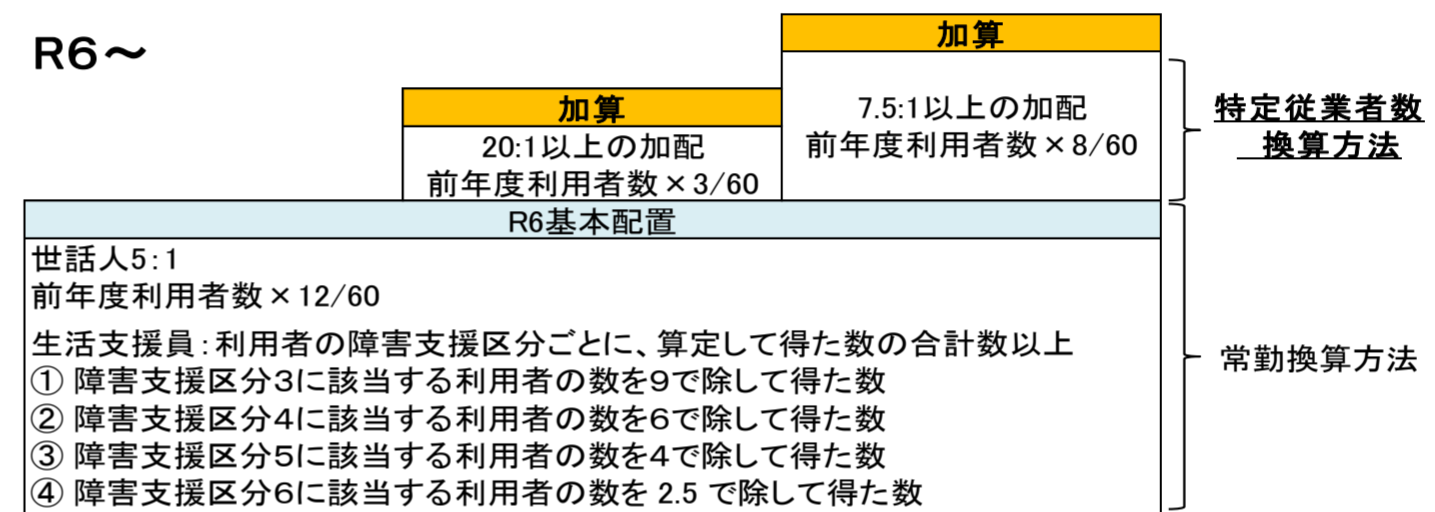 R6～
加算
20:1以上の加配
前年度利用者数×3/60
加算
7.5:1以上の加配
前年度利用者数×8/60
特定従業者数
換算方法
R6基本配置
世話人5:1
前年度利用者数×12/60
生活支援員:利用者の障害支援区分ごとに、算定して得た数の合計数以上
① 障害支援区分3に該当する利用者の数を9で除して得た数
② 障害支援区分4に該当する利用者の数を6で除して得た数
③ 障害支援区分5に該当する利用者の数を4で除して得た数
④ 障害支援区分6に該当する利用者の数を 2.5 で除して得た数
常勤換算方法